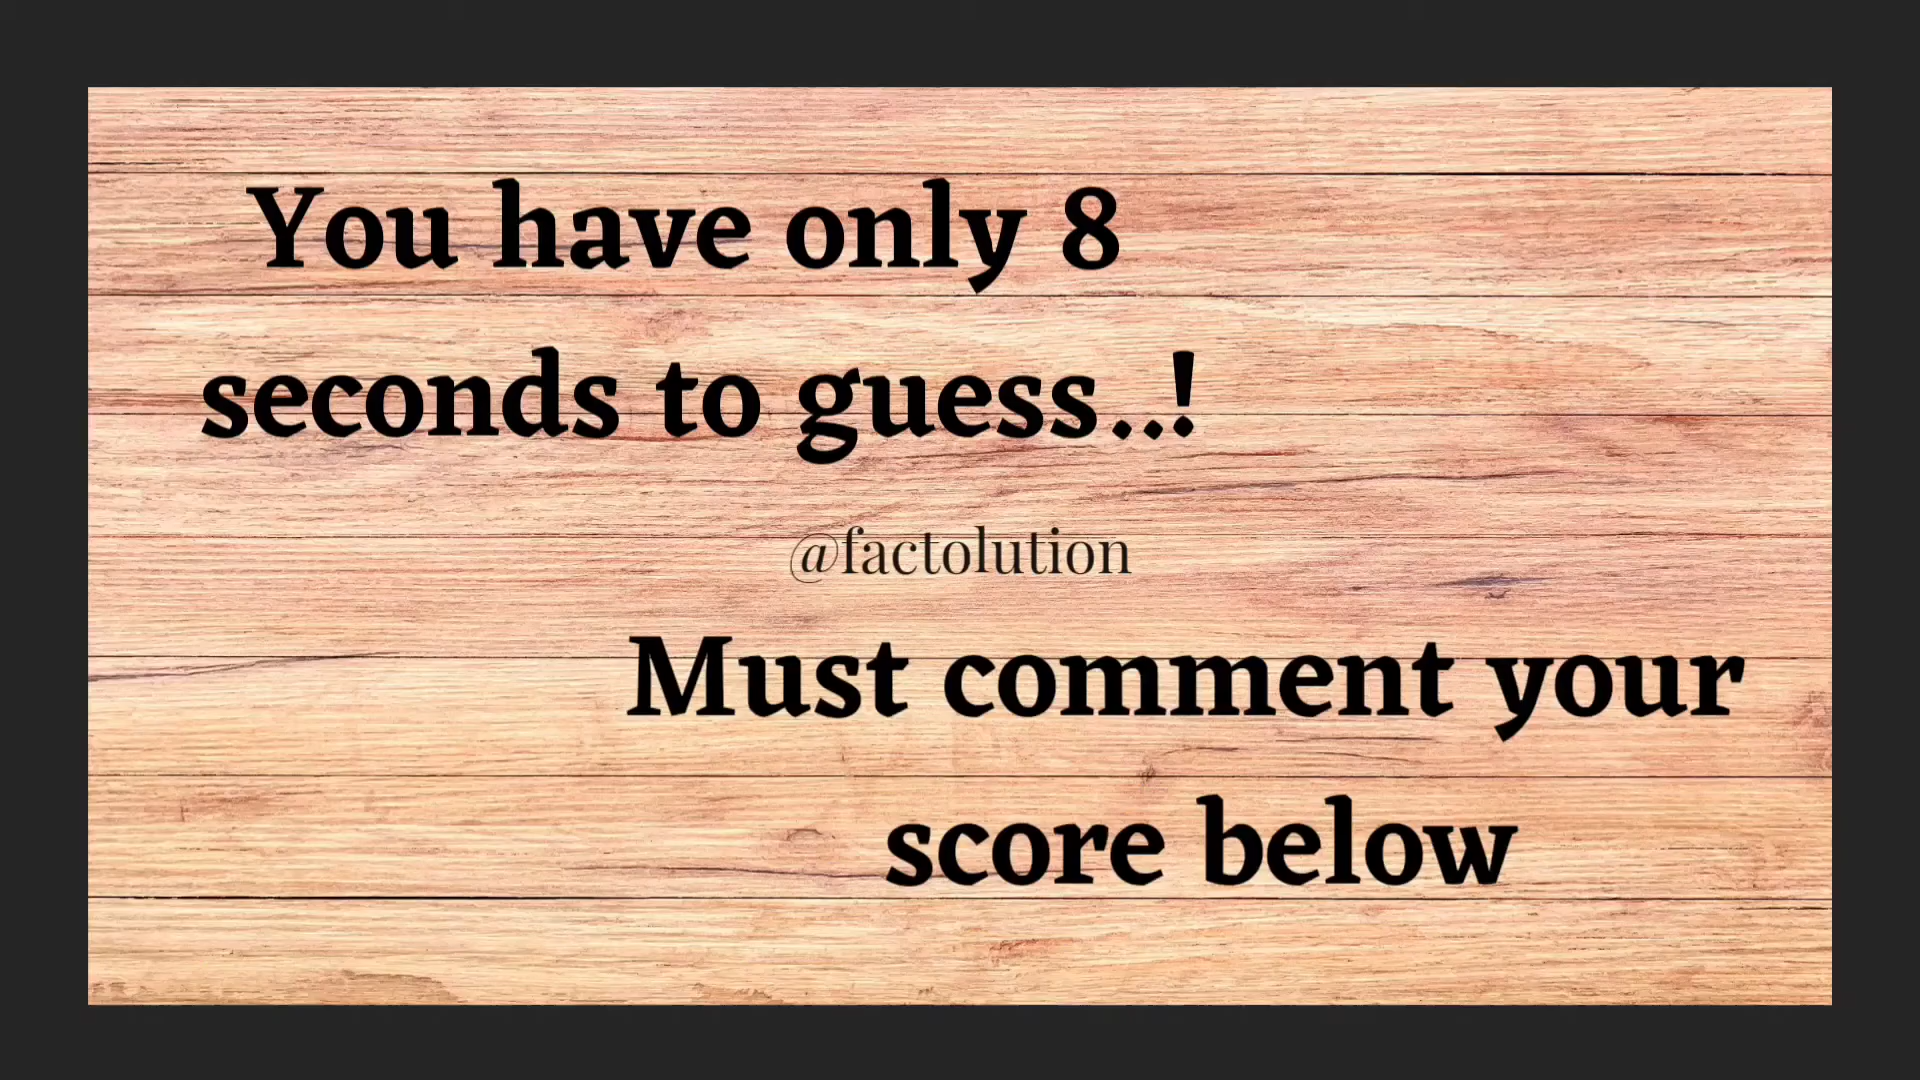 You have only 8
seconds to guess..!
@factolution
Must comment your
score below